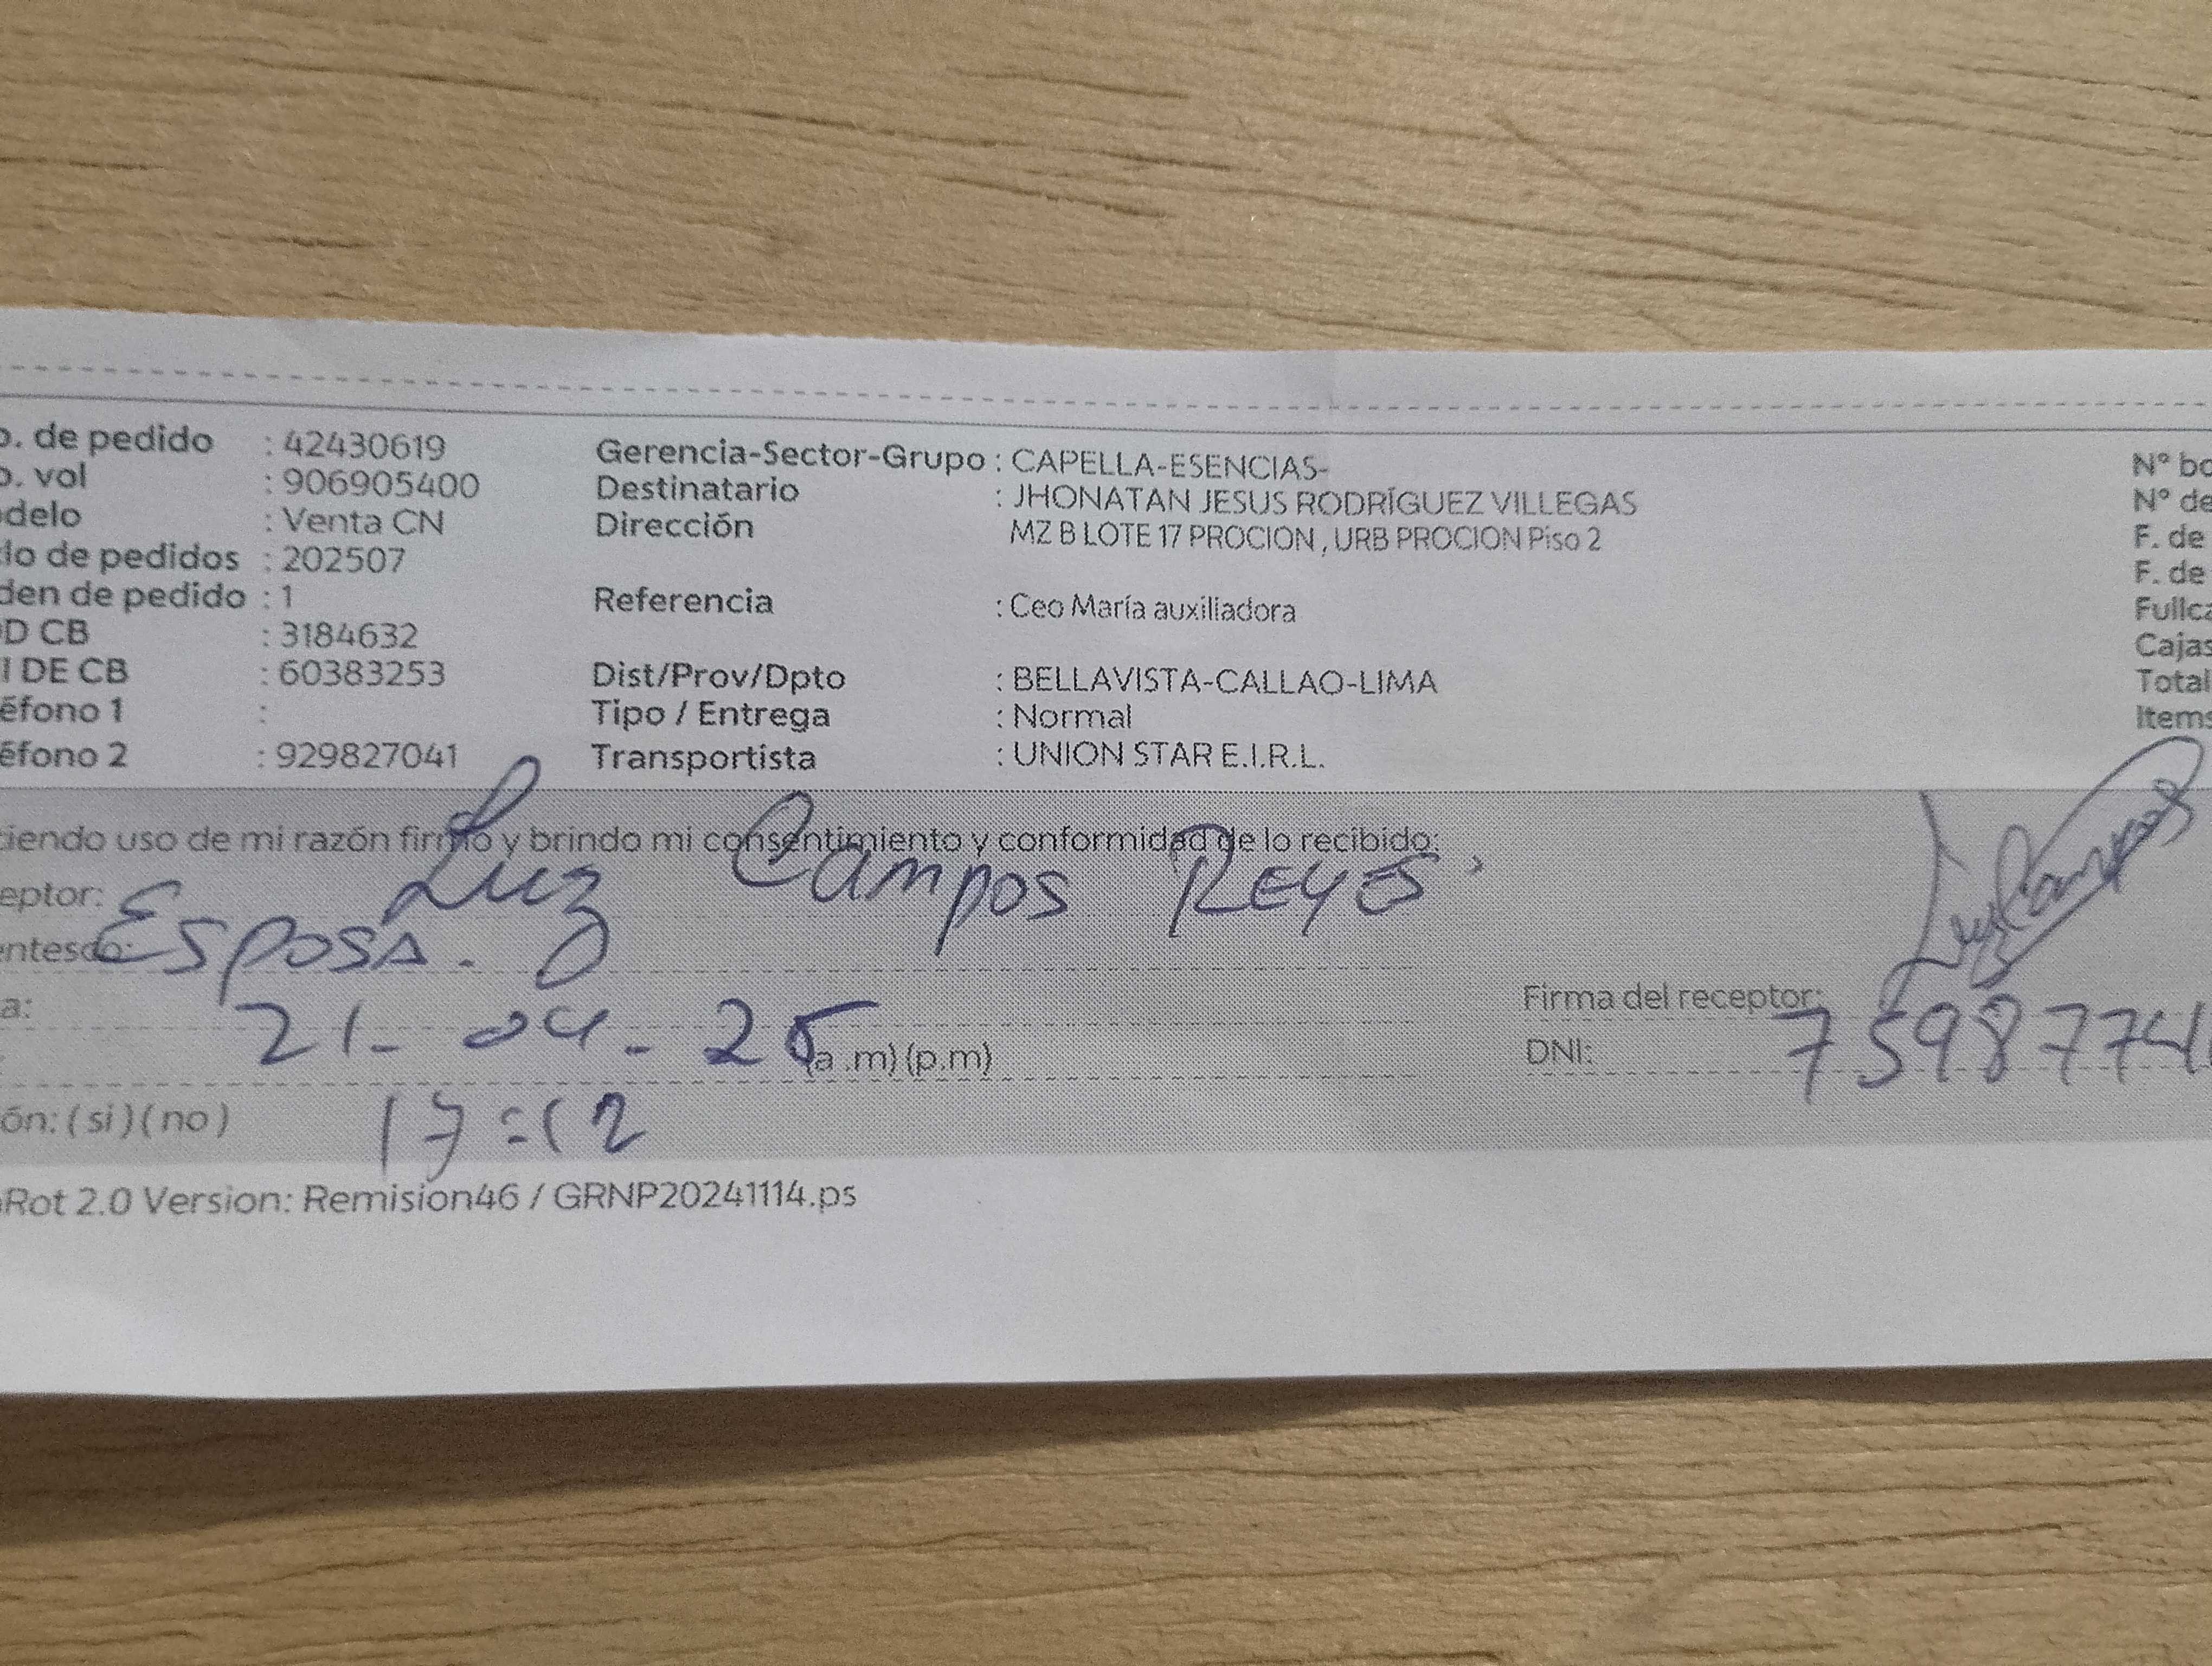 o. de pedido : 42430619
o. vol : 906905400
delo : Venta CN
lo de pedidos : 202507
den de pedido : 1
D CB : 3184632
I DE CB : 60383253
éfono 1 :
éfono 2 : 929827041
Gerencia-Sector-Grupo : CAPELLA-ESENCIAS-
Destinatario : JHONATAN JESUS RODRÍGUEZ VILLEGAS
Dirección MZ B LOTE 17 PROCION , URB PROCION Piso 2
Referencia : Ceo María auxiliadora
Dist/Prov/Dpto : BELLAVISTA-CALLAO-LIMA
Tipo / Entrega : Normal
Transportista : UNION STAR E.I.R.L.
N° bo
N° de
F. de
F. de
Fullca
Cajas
Total
Items
ciendo uso de mi razón firmo y brindo mi consentimiento y conformidad de lo recibido:
eptor: Luz Campos Reyes.
entesco: Esposa.
a: 21-04-25
(a .m) (p.m)
17:12
ón: ( si ) ( no )
Luz Campos
Firma del receptor:
DNI: 7598774
Rot 2.0 Version: Remision46 / GRNP20241114.ps